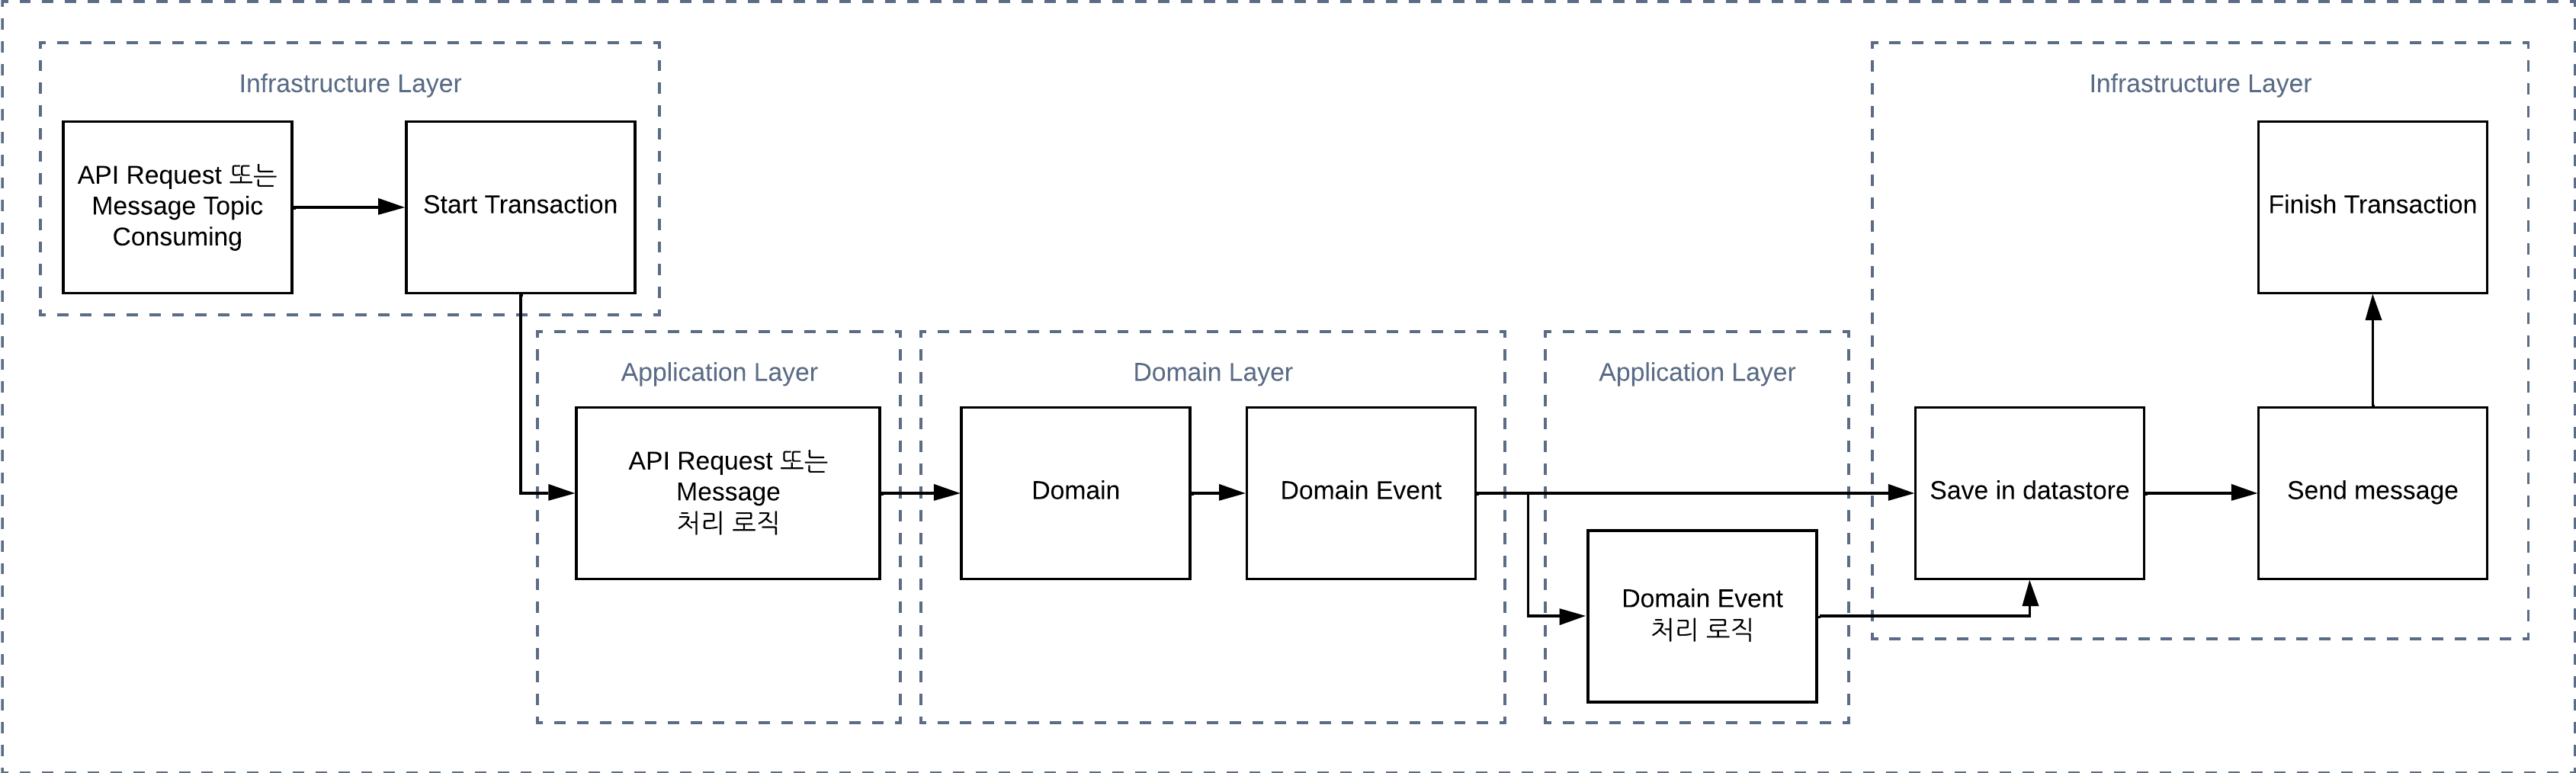 Infrastructure Layer
API Request 또는
Message Topic
Consuming
Start Transaction
Application Layer
API Request 또는
Message
처리 로직
Domain Layer
Domain
Domain Event
Application Layer
Domain Event
처리 로직
Infrastructure Layer
Save in datastore
Send message
Finish Transaction